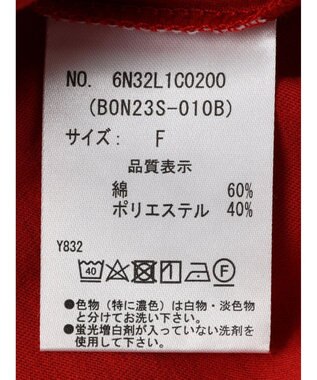 NO. 6N32L1C0200
(BON23S-010B)
サイズ: F
品質表示
綿 60%
ポリエステル 40%
Y832
40 F
●色物（特に濃色）は白物・淡色物
と分けてお洗い下さい。
●蛍光増白剤が入っていない洗剤を
使用して下さい。